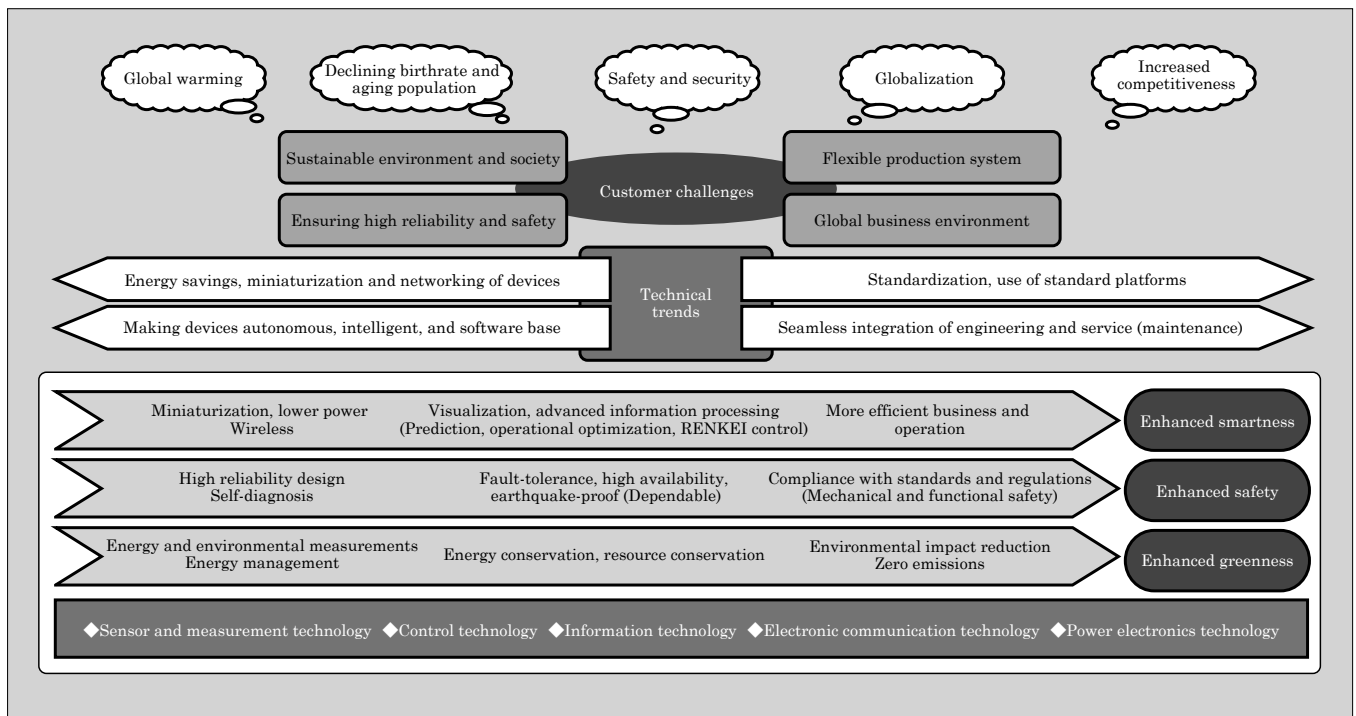 Global warming
Declining birthrate and
aging population
Safety and security
Globalization
Increased
competitiveness
Sustainable environment and society
Flexible production system
Customer challenges
Ensuring high reliability and safety
Global business environment
Energy savings, miniaturization and networking of devices
Standardization, use of standard platforms
Technical
trends
Making devices autonomous, intelligent, and software base
Seamless integration of engineering and service (maintenance)
Miniaturization, lower power
Wireless
Visualization, advanced information processing
(Prediction, operational optimization, RENKEI control)
More efficient business and
operation
Enhanced smartness
High reliability design
Self-diagnosis
Fault-tolerance, high availability,
earthquake-proof (Dependable)
Compliance with standards and regulations
(Mechanical and functional safety)
Enhanced safety
Energy and environmental measurements
Energy management
Energy conservation, resource conservation
Environmental impact reduction
Zero emissions
Enhanced greenness
◆Sensor and measurement technology ◆Control technology ◆Information technology ◆Electronic communication technology ◆Power electronics technology